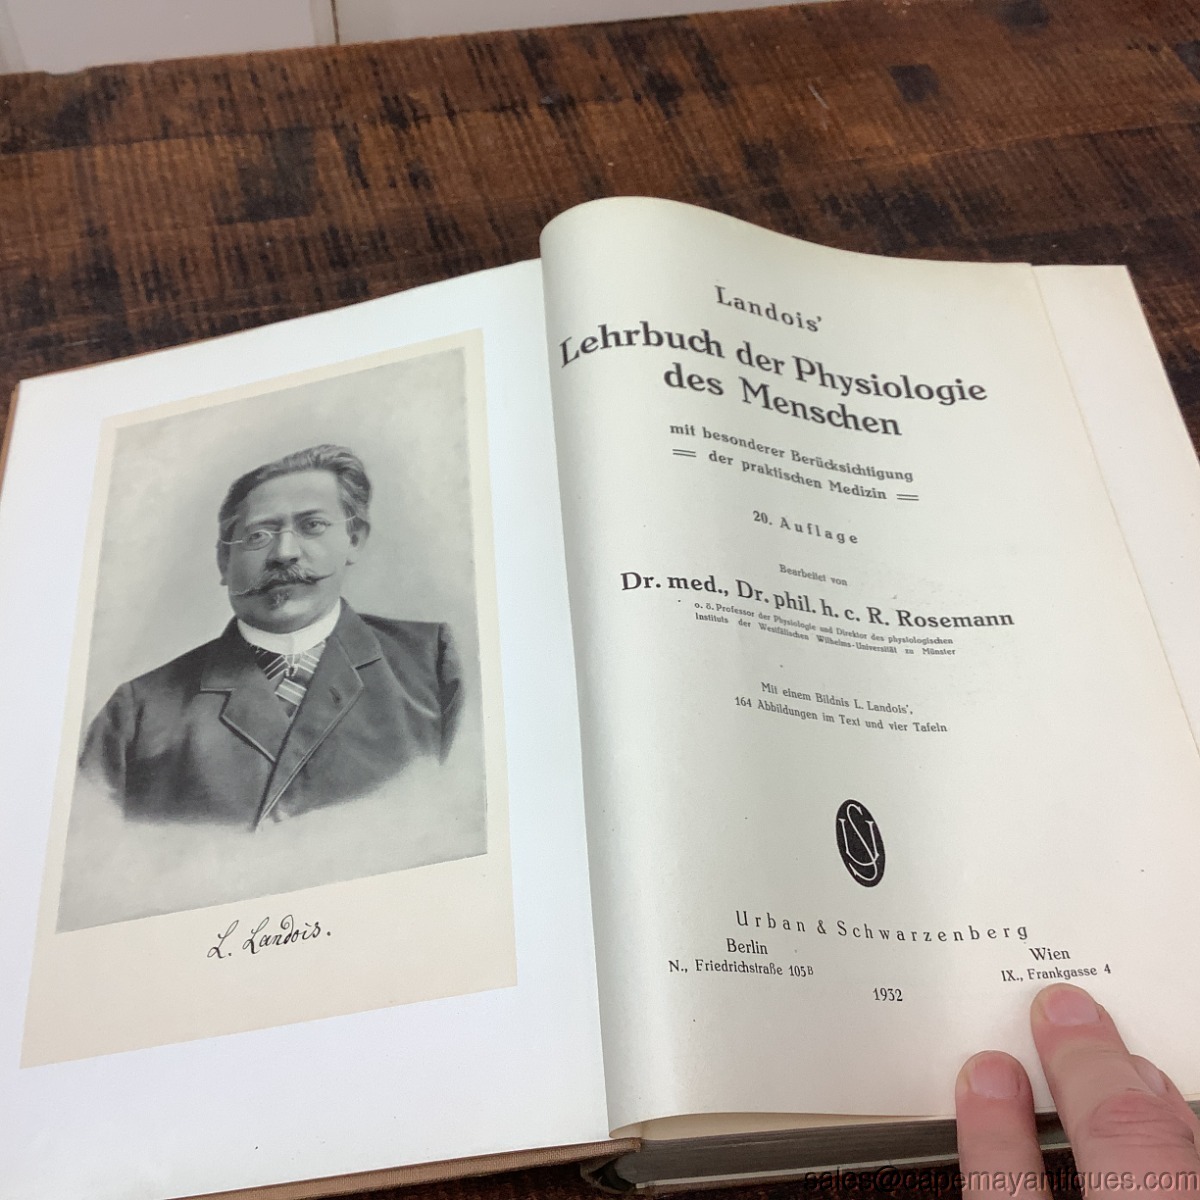 L. Landois.
Landois'
Lehrbuch der Physiologie
des Menschen
mit besonderer Berücksichtigung
der praktischen Medizin
20. Auflage
Bearbeitet von
Dr. med., Dr. phil. h. c. R. Rosemann
o. ö. Professor der Physiologie und Direktor des physiologischen
Instituts der Westfälischen Wilhelms-Universität zu Münster
Mit einem Bildnis L. Landois',
164 Abbildungen im Text und vier Tafeln
US
Urban & Schwarzenberg
Berlin
N., Friedrichstraße 105B
Wien
IX., Frankgasse 4
1932
sales@capemayantiques.com